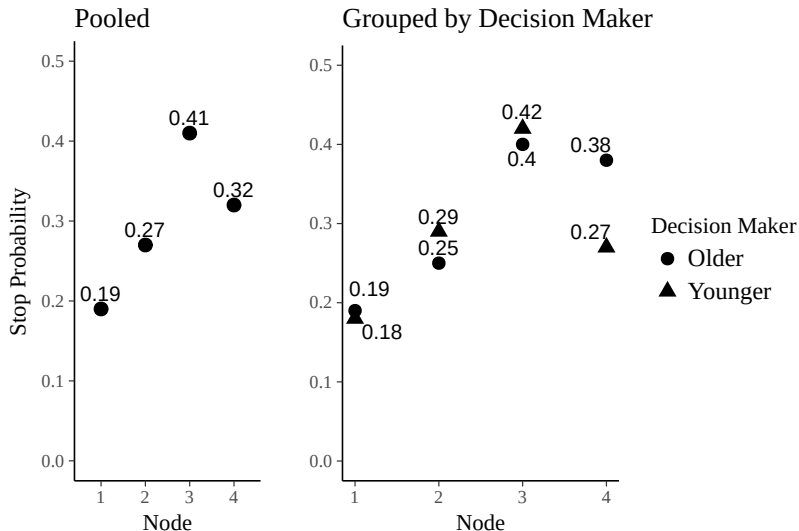 Pooled
Stop Probability
0.5
0.4
0.3
0.2
0.1
0.0
0.19
0.27
0.41
0.32
1 2 3 4
Node
Grouped by Decision Maker
0.5
0.4
0.3
0.2
0.1
0.0
0.19
0.18
0.29
0.25
0.42
0.4
0.38
0.27
1 2 3 4
Node
Decision Maker
Older
Younger